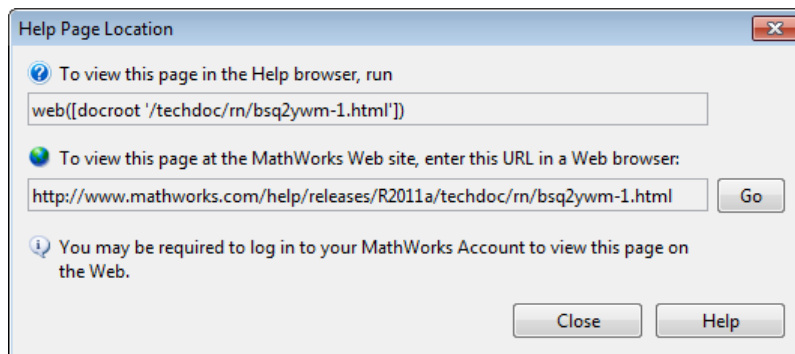 Help Page Location
To view this page in the Help browser, run
web([docroot '/techdoc/rn/bsq2ywm-1.html'])
To view this page at the MathWorks Web site, enter this URL in a Web browser:
http://www.mathworks.com/help/releases/R2011a/techdoc/rn/bsq2ywm-1.html
Go
You may be required to log in to your MathWorks Account to view this page on
the Web.
Close
Help